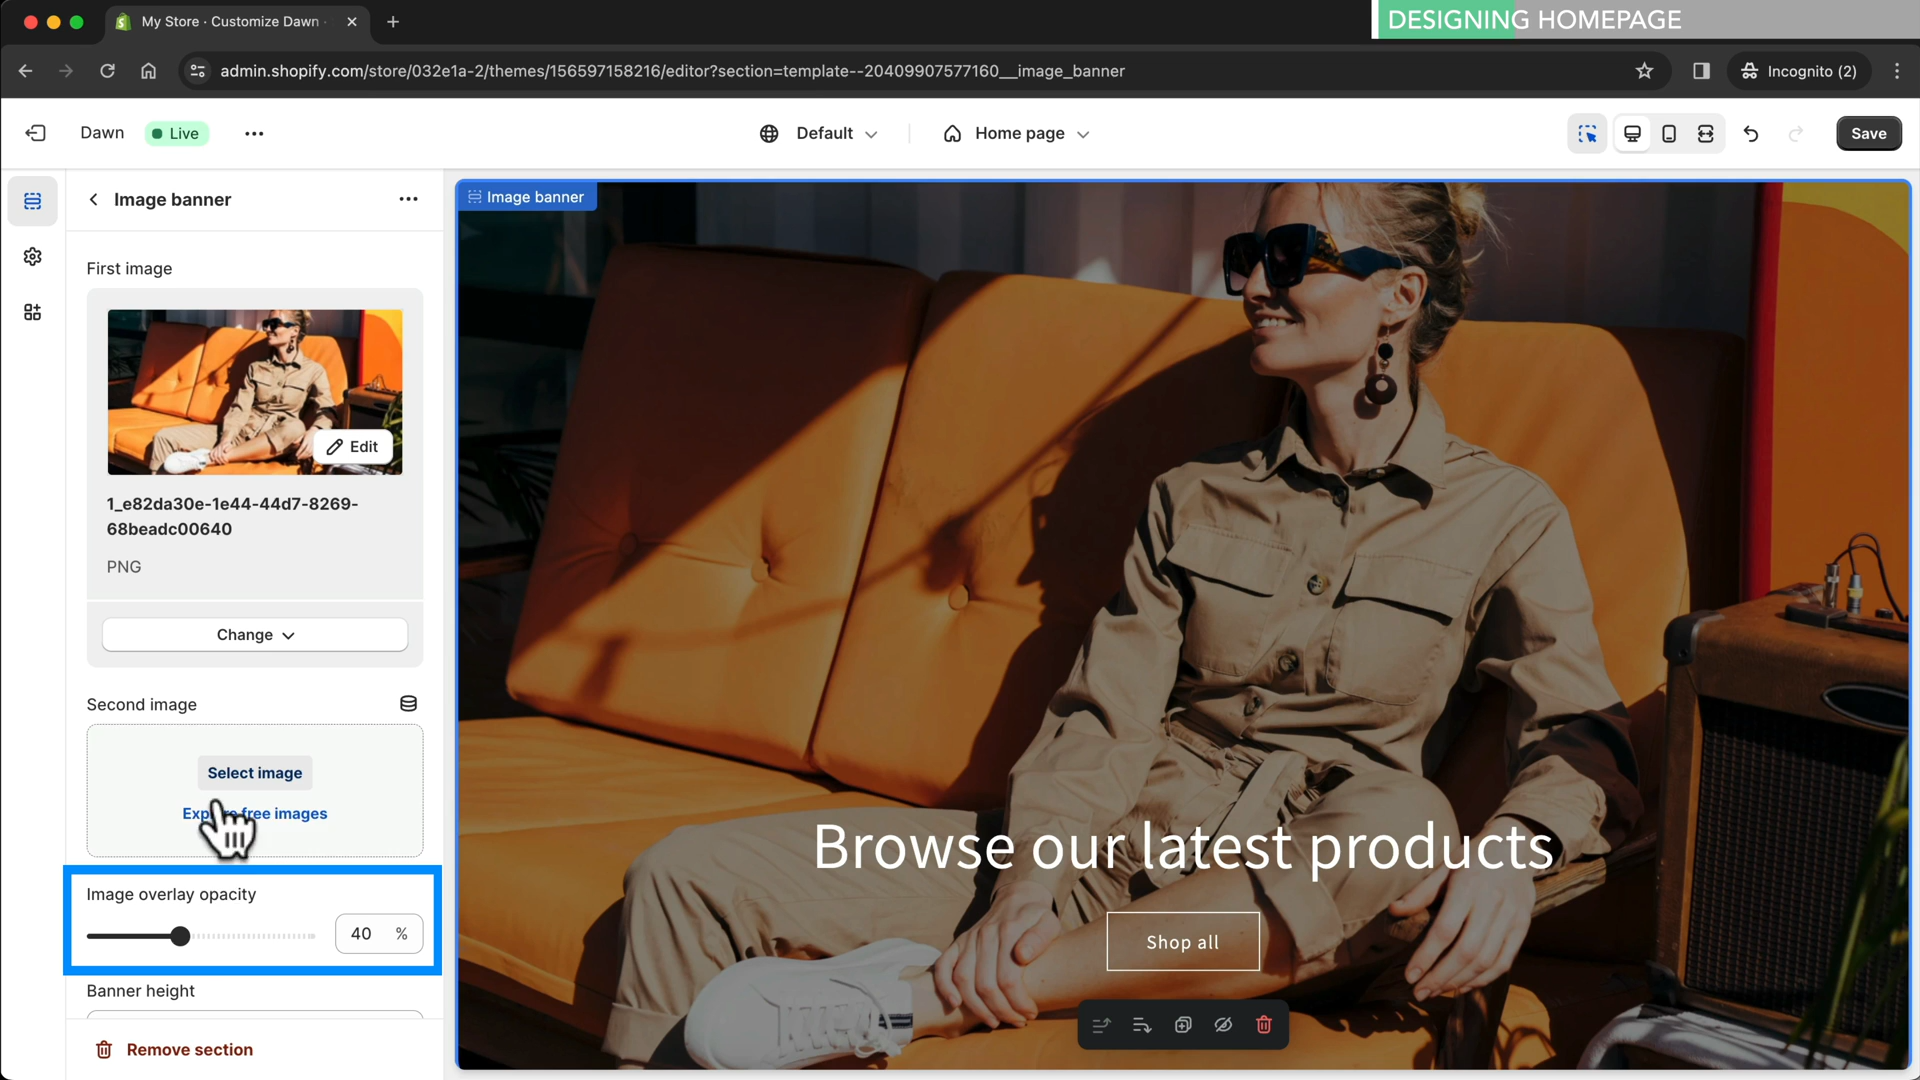 My Store · Customize Dawn ·
DESIGNING HOMEPAGE
admin.shopify.com/store/032e1a-2/themes/156597158216/editor?section=template--20409907577160__image_banner
Incognito (2)
Dawn
Live
Default
Home page
Save
Image banner
Image banner
First image
Edit
1_e82da30e-1e44-44d7-8269-
68beadc00640
PNG
Change
Second image
Select image
free images
Browse our latest products
Image overlay opacity
40 %
Shop all
Banner height
Remove section